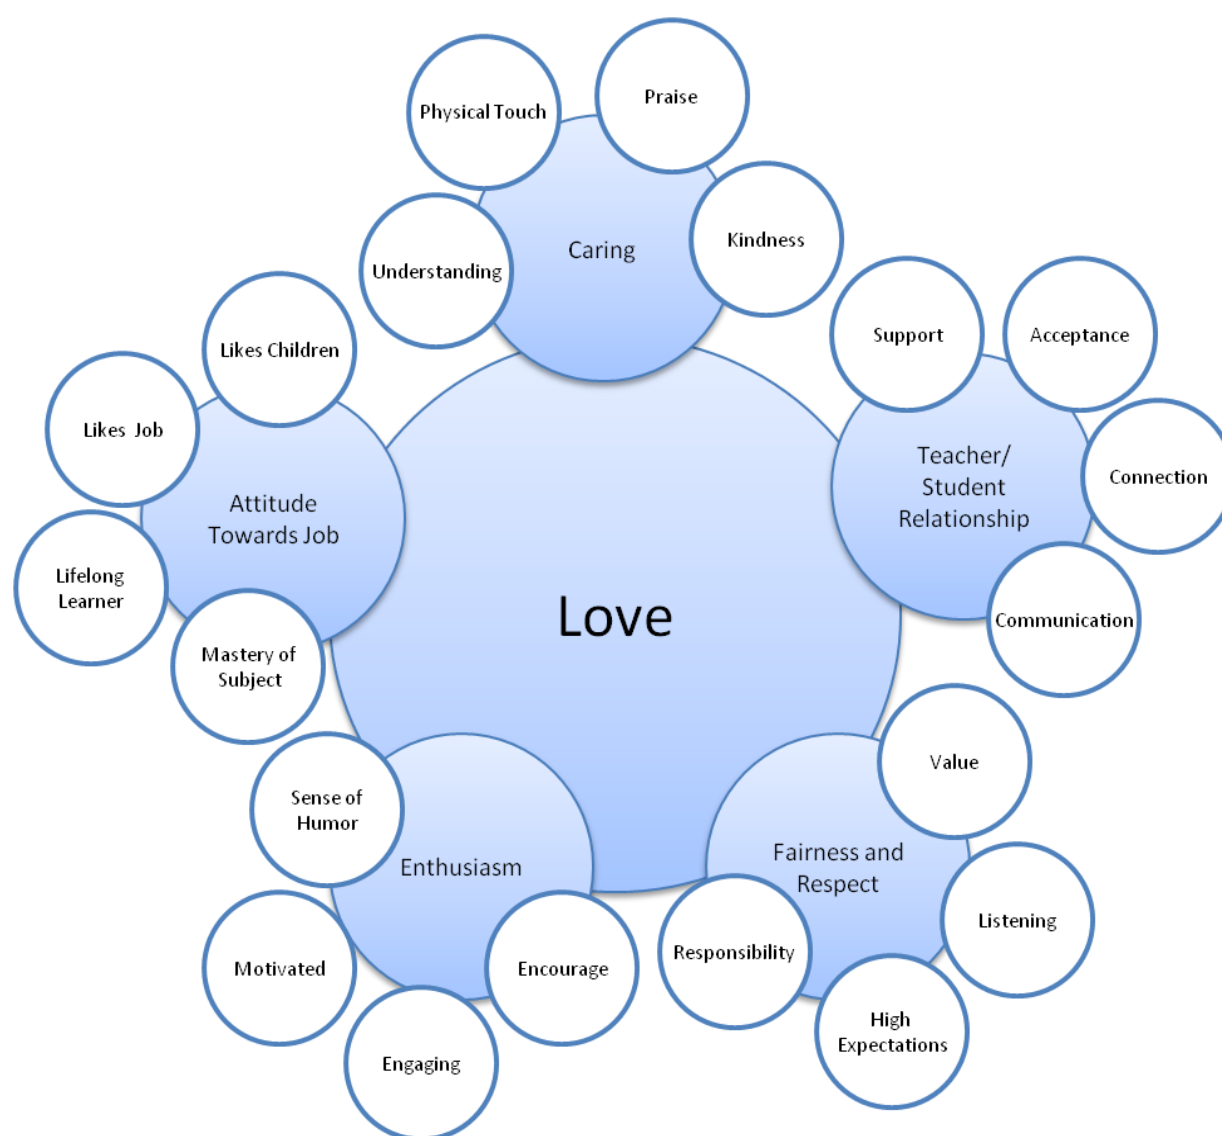 Physical Touch
Praise
Understanding
Caring
Kindness
Likes Children
Likes Job
Attitude
Towards Job
Lifelong
Learner
Mastery of
Subject
Support
Acceptance
Teacher/
Student
Relationship
Connection
Communication
Love
Sense of
Humor
Enthusiasm
Motivated
Engaging
Encourage
Value
Fairness and
Respect
Listening
Responsibility
High
Expectations